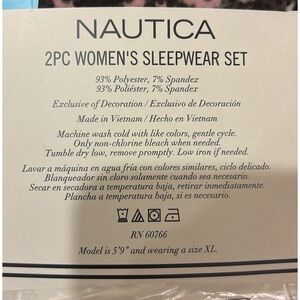 NAUTICA
2PC WOMEN'S SLEEPWEAR SET
93% Polyester, 7% Spandex
93% Poliéster, 7% Spandex
Exclusive of Decoration / Exclusivo de Decoración
Made in Vietnam / Hecho en Vietnam
Machine wash cold with like colors, gentle cycle.
Only non-chlorine bleach when needed.
Tumble dry low, remove promptly. Low iron if needed.
Lavar a máquina en agua fría con colores similares, ciclo delicado.
Blanqueador sin cloro solamente cuando sea necesario.
Secar en secadora a temperatura baja, retirar inmediatamente.
Plancha a temperatura baja, si es necesario.
RN 60766
Model is 5'9" and wearing a size XL.